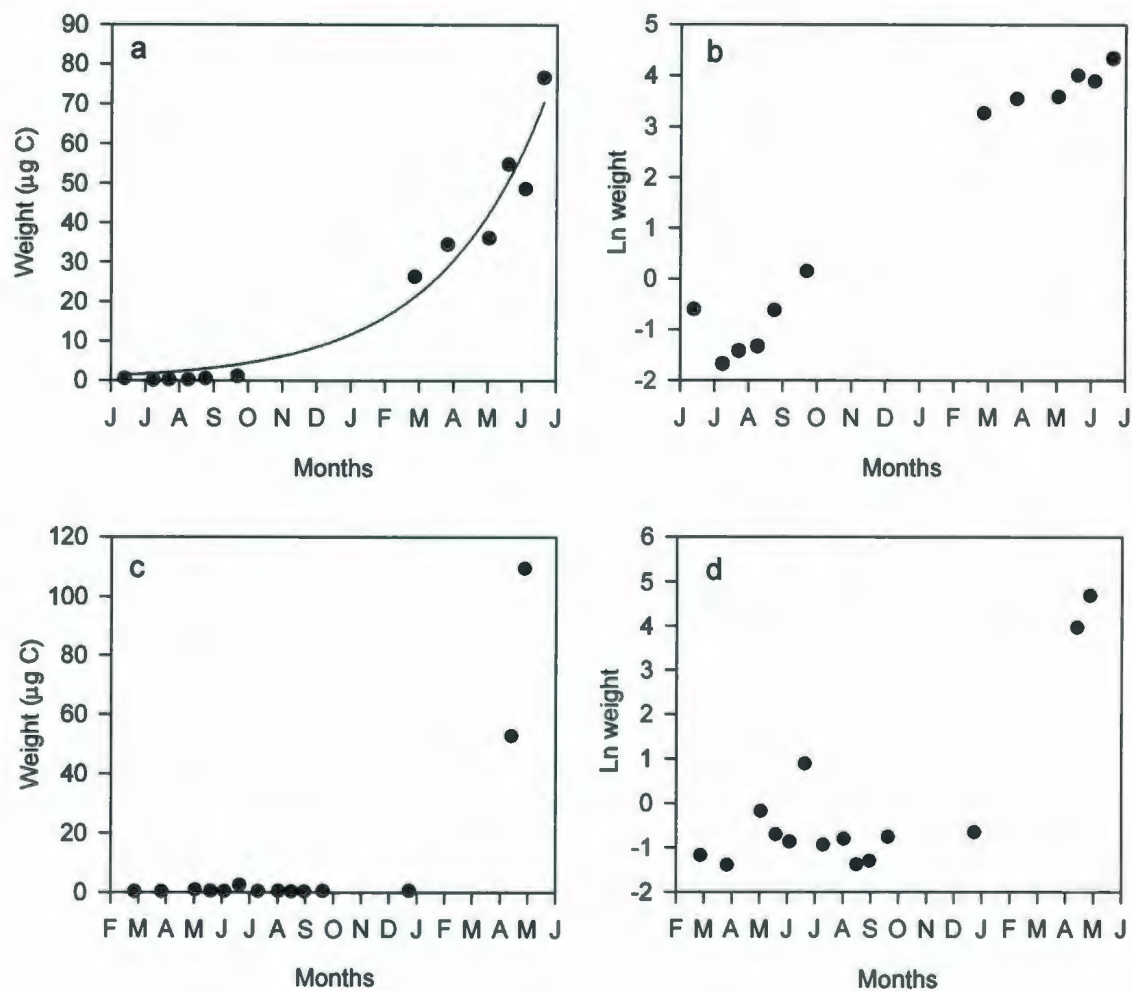 a
90
80
70
60
50
40
30
20
10
0
Weight (µg C)
J J A S O N D J F M A M J J
Months
b
5
4
3
2
1
0
-1
-2
Ln weight
J J A S O N D J F M A M J J
Months
c
120
100
80
60
40
20
0
Weight (µg C)
F M A M J J A S O N D J F M A M J
Months
d
6
5
4
3
2
1
0
-1
-2
Ln weight
F M A M J J A S O N D J F M A M J
Months